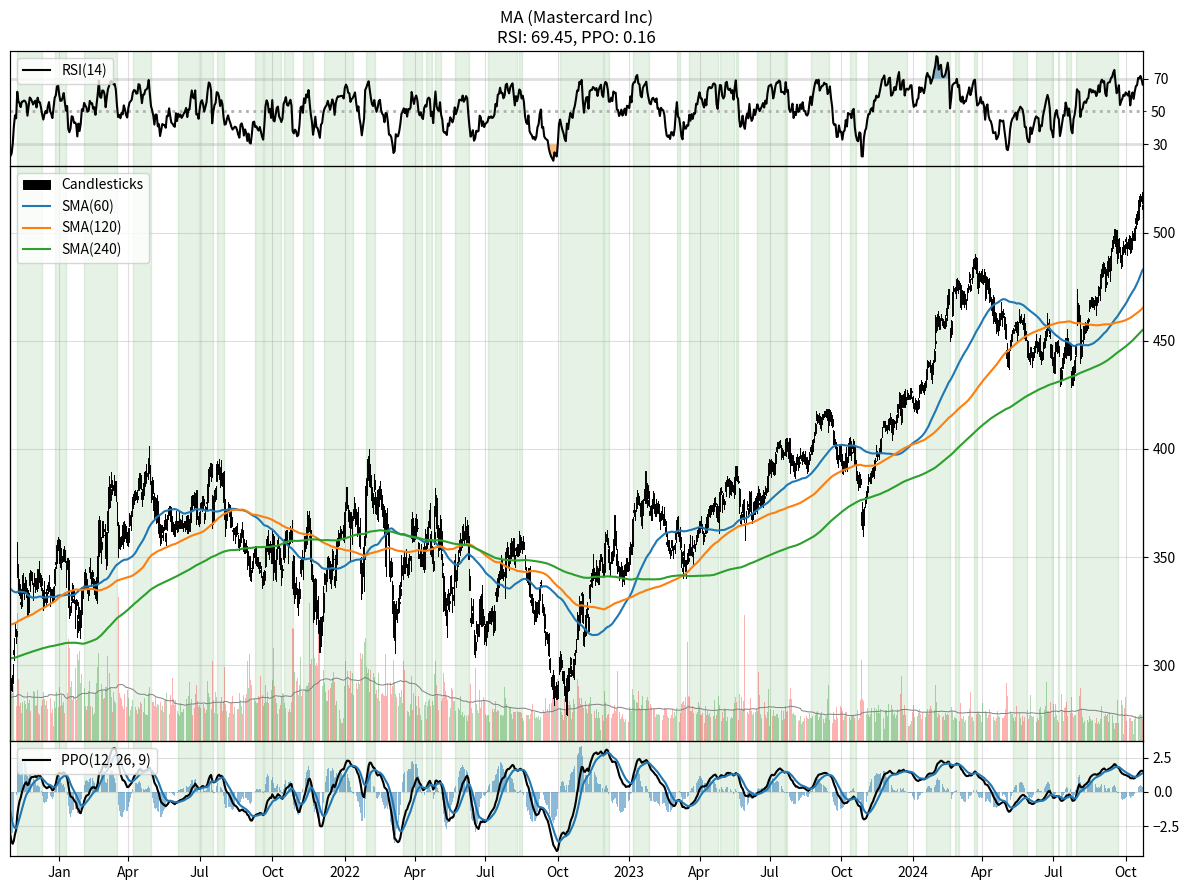 MA (Mastercard Inc)
RSI: 69.45, PPO: 0.16
RSI(14)
70
50
30
Candlesticks
SMA(60)
SMA(120)
SMA(240)
500
450
400
350
300
PPO(12, 26, 9)
2.5
0.0
−2.5
Jan Apr Jul Oct 2022 Apr Jul Oct 2023 Apr Jul Oct 2024 Apr Jul Oct